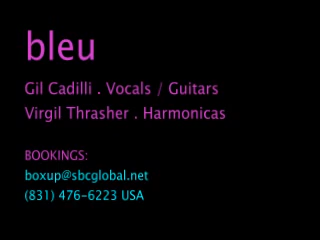 bleu
Gil Cadilli . Vocals / Guitars
Virgil Thrasher . Harmonicas
BOOKINGS:
boxup@sbcglobal.net
(831) 476-6223 USA